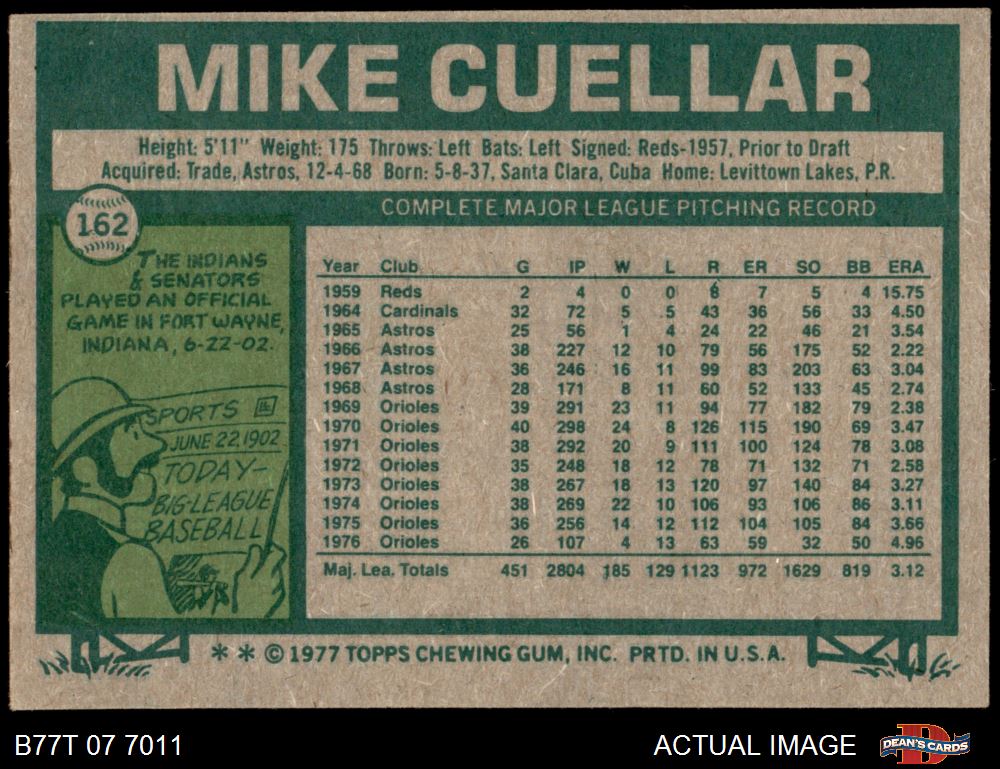 MIKE CUELLAR
Height: 5'11" Weight: 175 Throws: Left Bats: Left Signed: Reds-1957, Prior to Draft
Acquired: Trade, Astros, 12-4-68 Born: 5-8-37, Santa Clara, Cuba Home: Levittown Lakes, P.R.
162
COMPLETE MAJOR LEAGUE PITCHING RECORD
THE INDIANS
& SENATORS
PLAYED AN OFFICIAL
GAME IN FORT WAYNE,
INDIANA, 6-22-02.
SPORTS
JUNE 22, 1902
TODAY-
BIG-LEAGUE
BASEBALL
Year Club G IP W L R ER SO BB ERA
1959 Reds 2 4 0 0 8 7 5 4 15.75
1964 Cardinals 32 72 5 5 43 36 56 33 4.50
1965 Astros 25 56 1 4 24 22 46 21 3.54
1966 Astros 38 227 12 10 79 56 175 52 2.22
1967 Astros 36 246 16 11 99 83 203 63 3.04
1968 Astros 28 171 8 11 60 52 133 45 2.74
1969 Orioles 39 291 23 11 94 77 182 79 2.38
1970 Orioles 40 298 24 8 126 115 190 69 3.47
1971 Orioles 38 292 20 9 111 100 124 78 3.08
1972 Orioles 35 248 18 12 78 71 132 71 2.58
1973 Orioles 38 267 18 13 120 97 140 84 3.27
1974 Orioles 38 269 22 10 106 93 106 86 3.11
1975 Orioles 36 256 14 12 112 104 105 84 3.66
1976 Orioles 26 107 4 13 63 59 32 50 4.96
Maj. Lea. Totals 451 2804 185 129 1123 972 1629 819 3.12
* * © 1977 TOPPS CHEWING GUM, INC. PRTD. IN U.S.A.
B77T 07 7011
ACTUAL IMAGE
DEAN'S CARDS